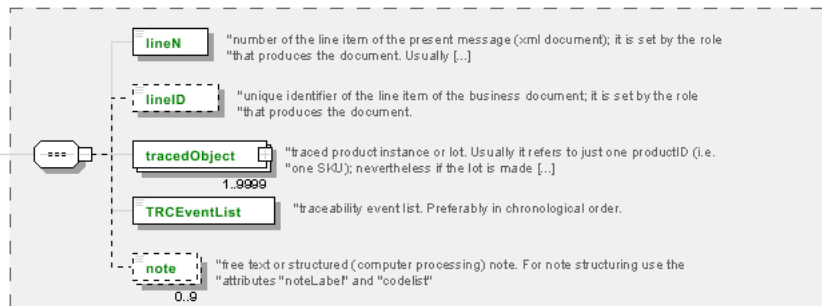 lineN
"number of the line item of the present message (xml document); it is set by the role
"that produces the document. Usually [...]
lineID
"unique identifier of the line item of the business document; it is set by the role
"that produces the document.
tracedObject
"traced product instance or lot. Usually it refers to just one productID (i.e.
"one SKU); nevertheless if the lot is made [...]
1..9999
TRCEventList
"traceability event list. Preferably in chronological order.
note
"free text or structured (computer processing) note. For note structuring use the
"attributes "noteLabel" and "codelist"
0..9